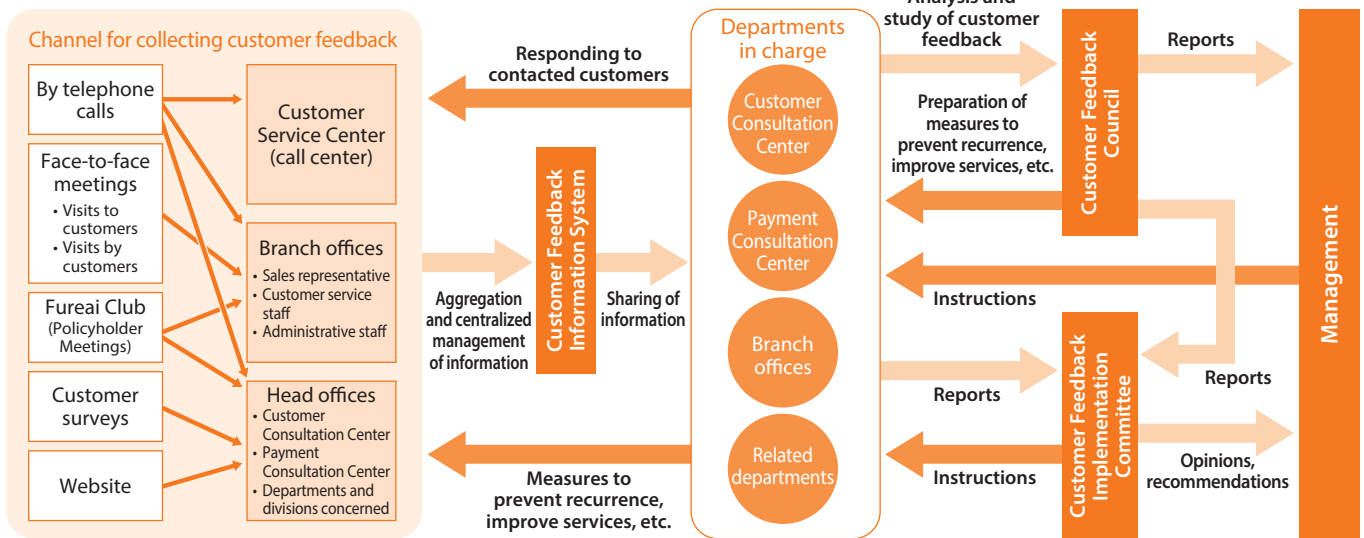 Channel for collecting customer feedback
By telephone
calls
Face-to-face
meetings
• Visits to
customers
• Visits by
customers
Fureai Club
(Policyholder
Meetings)
Customer
surveys
Website
Customer
Service Center
(call center)
Branch offices
• Sales representative
• Customer service
staff
• Administrative staff
Head offices
• Customer
Consultation Center
• Payment
Consultation Center
• Departments and
divisions concerned
Responding to
contacted customers
Aggregation
and centralized
management
of information
Customer Feedback
Information System
Sharing of
information
Measures to
prevent recurrence,
improve services, etc.
Departments
in charge
Customer
Consultation
Center
Payment
Consultation
Center
Branch
offices
Related
departments
Analysis and
study of customer
feedback
Preparation of
measures to
prevent recurrence,
improve services, etc.
Customer Feedback
Council
Reports
Instructions
Reports
Reports
Instructions
Customer Feedback
Implementation
Committee
Opinions,
recommendations
Management